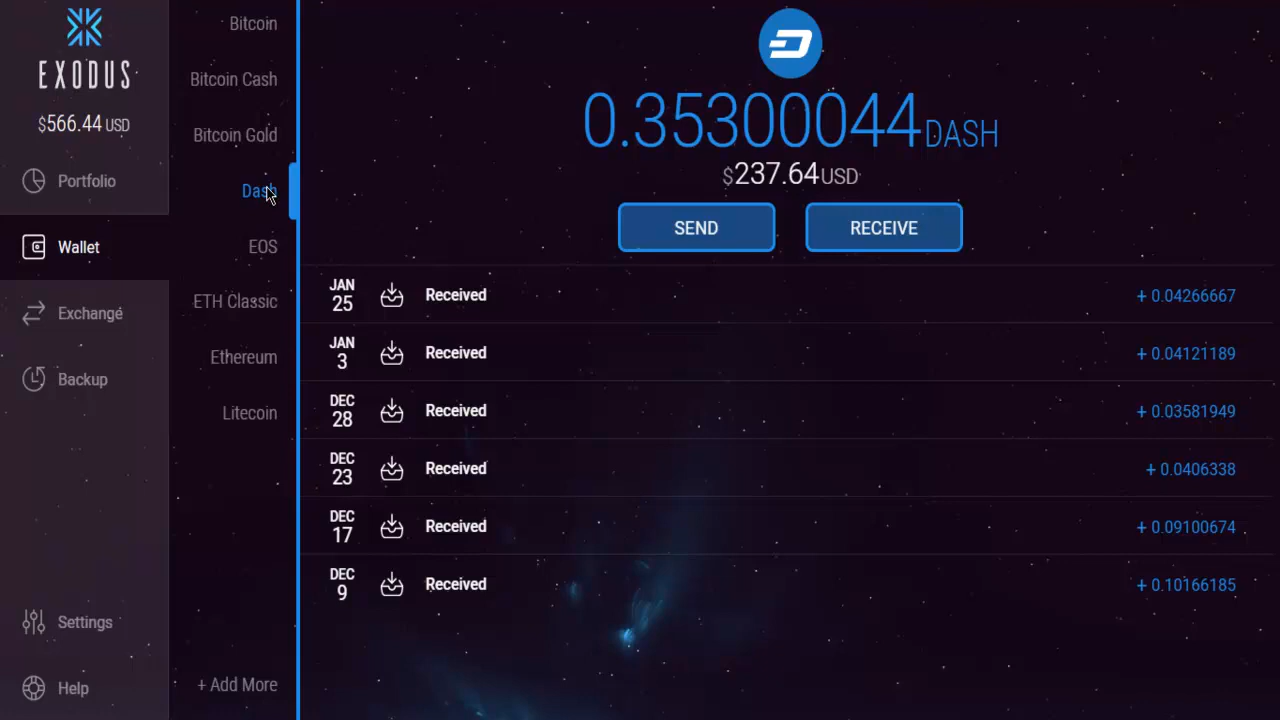 EXODUS
$566.44 USD
Portfolio
Wallet
Exchange
Backup
Settings
Help
Bitcoin
Bitcoin Cash
Bitcoin Gold
Dash
EOS
ETH Classic
Ethereum
Litecoin
+ Add More
0.35300044 DASH
$237.64 USD
SEND RECEIVE
JAN 25 Received + 0.04266667
JAN 3 Received + 0.04121189
DEC 28 Received + 0.03581949
DEC 23 Received + 0.0406338
DEC 17 Received + 0.09100674
DEC 9 Received + 0.10166185